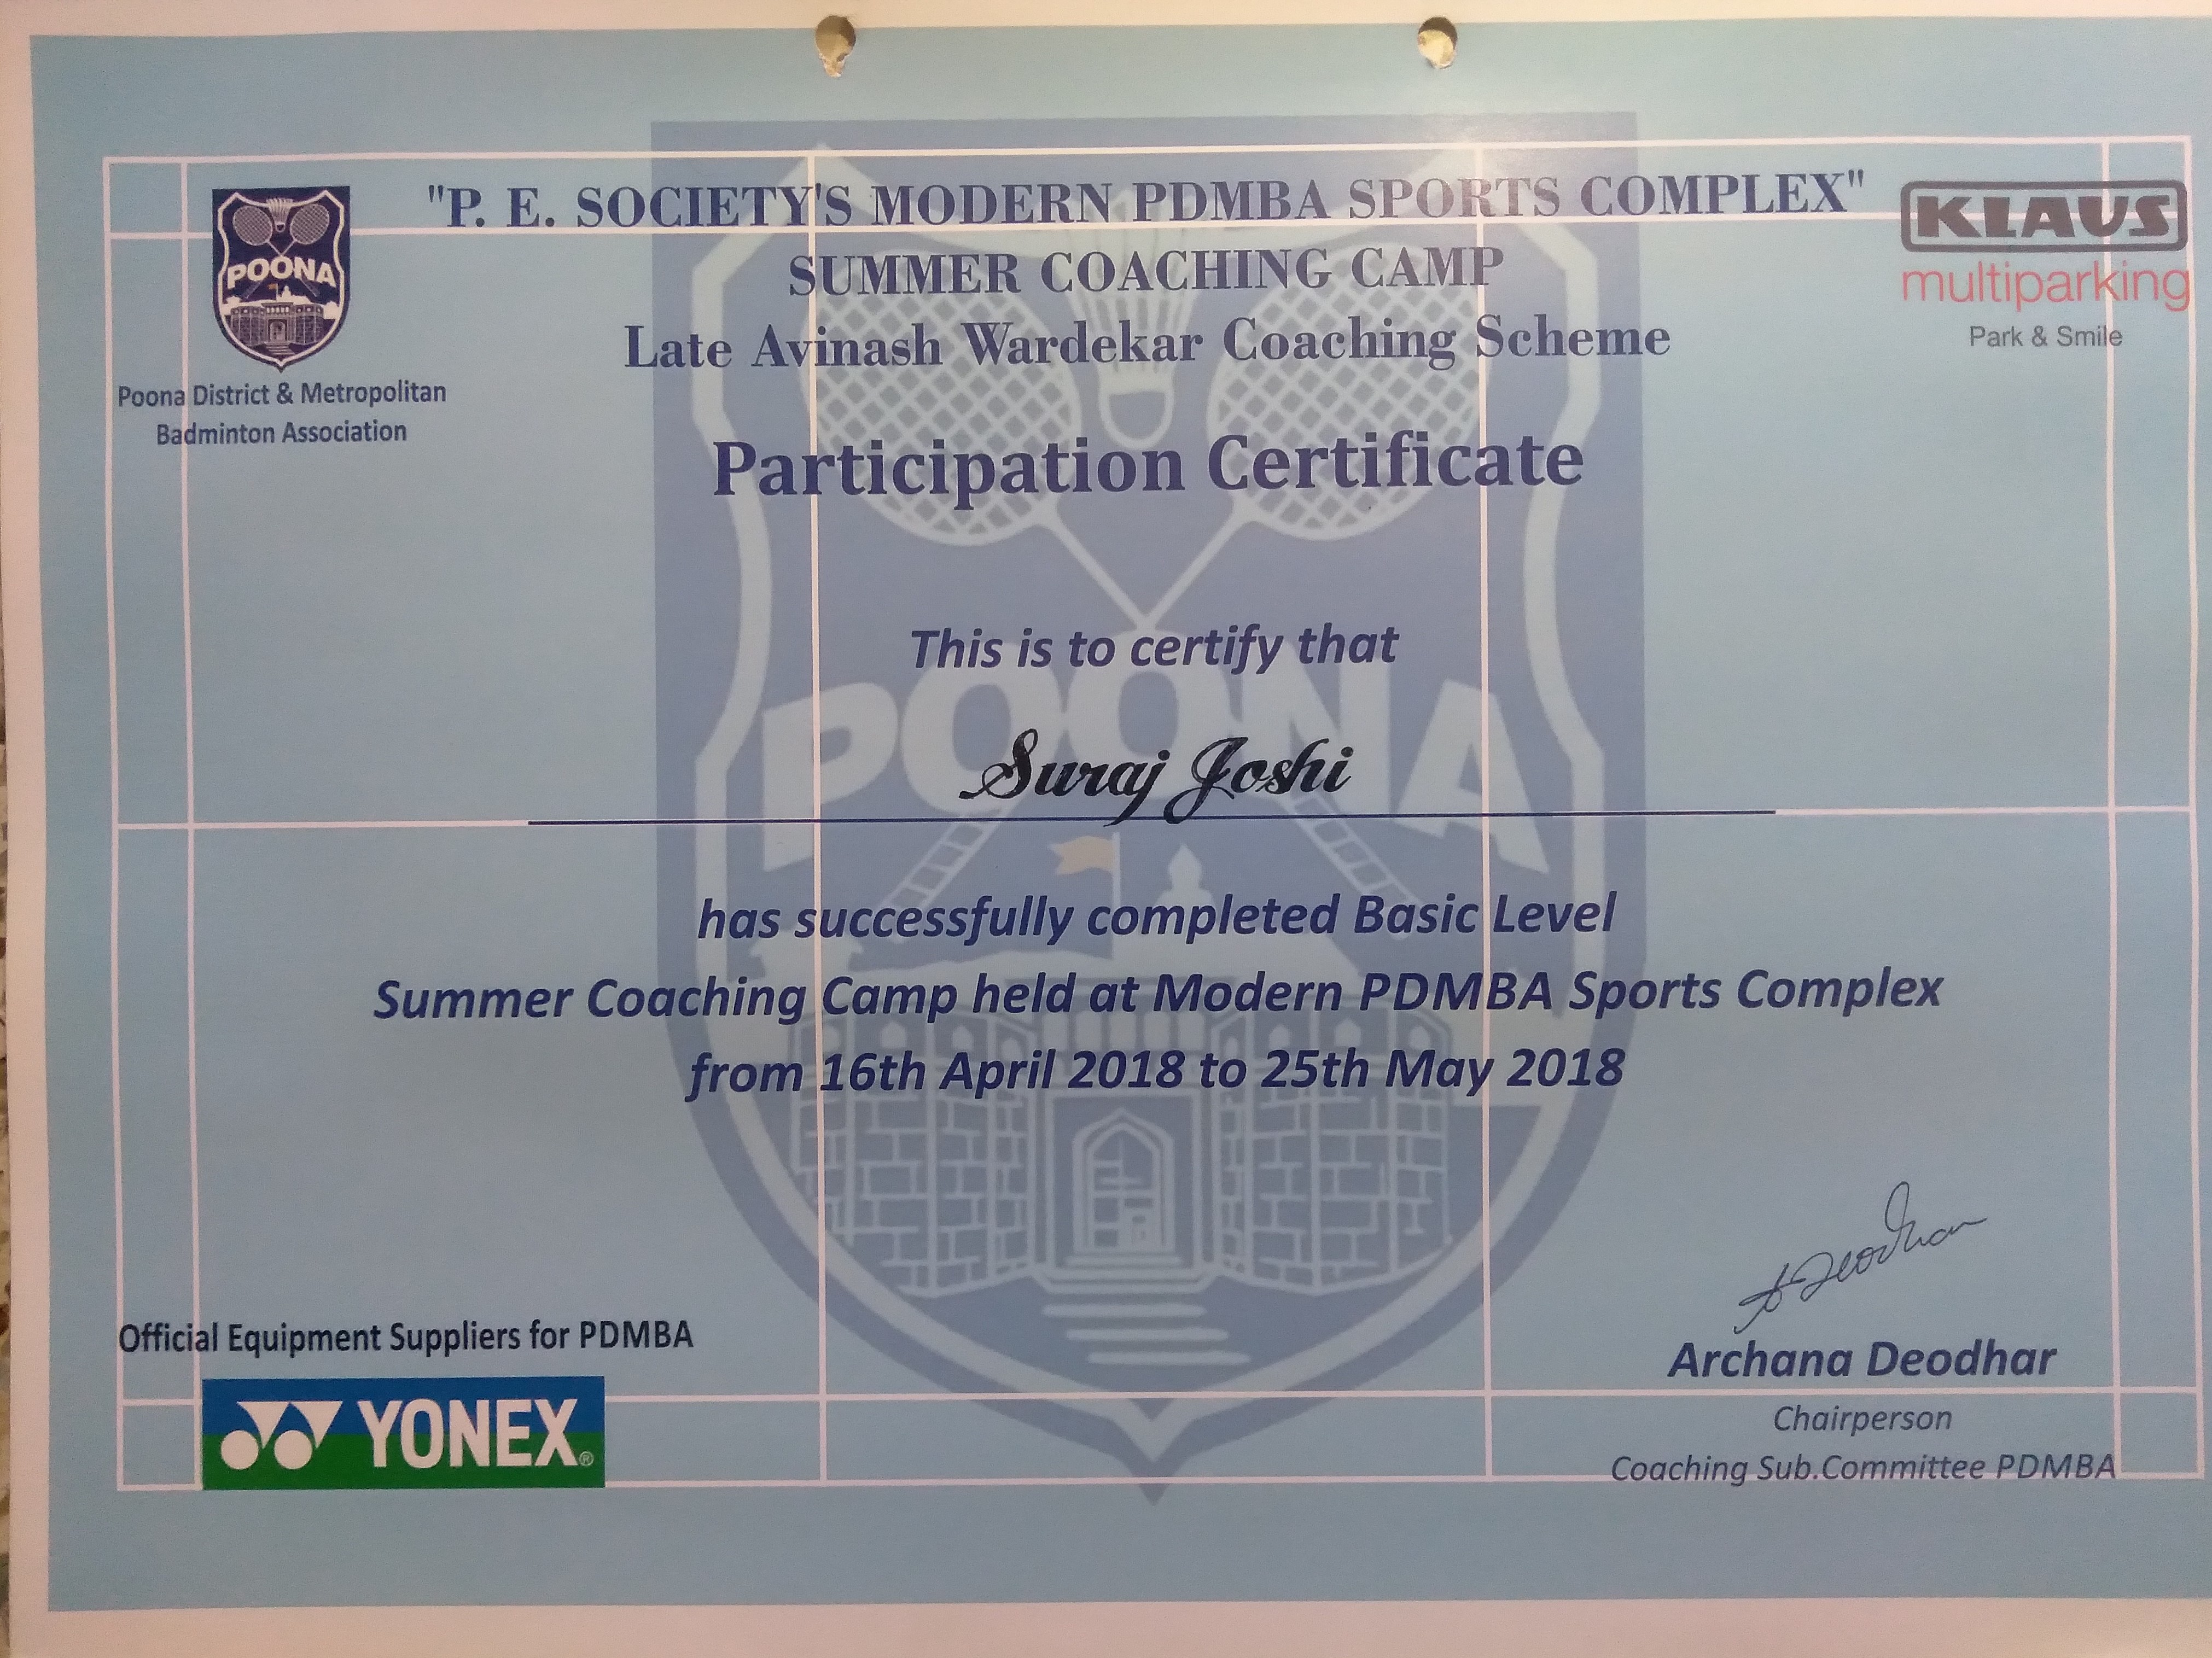 "P. E. SOCIETY'S MODERN PDMBA SPORTS COMPLEX"
SUMMER COACHING CAMP
Late Avinash Wardekar Coaching Scheme
POONA
Poona District & Metropolitan
Badminton Association
KLAUS
multiparking
Park & Smile
Participation Certificate
This is to certify that
POONA
Suraj Joshi
has successfully completed Basic Level
Summer Coaching Camp held at Modern PDMBA Sports Complex
from 16th April 2018 to 25th May 2018
Official Equipment Suppliers for PDMBA
YONEX®
A Deodhar
Archana Deodhar
Chairperson
Coaching Sub.Committee PDMBA